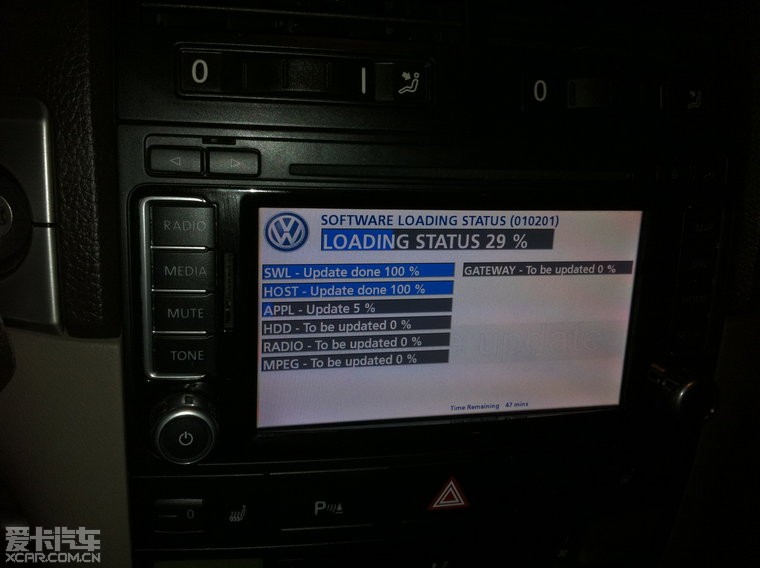 0
0
RADIO
MEDIA
MUTE
TONE
SOFTWARE LOADING STATUS (010201)
LOADING STATUS 29 %
SWL - Update done 100 %
HOST - Update done 100 %
APPL - Update 5 %
HDD - To be updated 0 %
RADIO - To be updated 0 %
MPEG - To be updated 0 %
GATEWAY - To be updated 0 %
update
Time Remaining 47 mins
0
P
爱卡汽车
XCAR.COM.CN